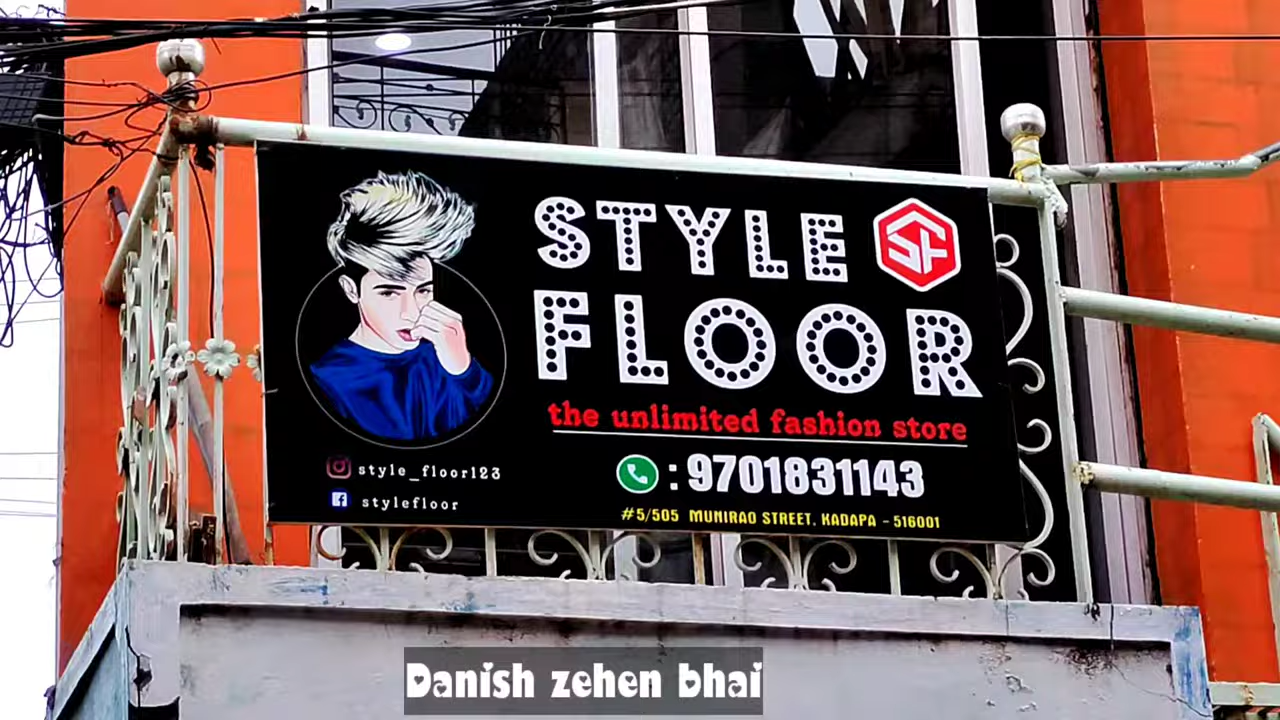 STYLE SF
FLOOR
the unlimited fashion store
: 9701831143
#5/505 MUNIRAO STREET, KADAPA - 516001
style_floor123
stylefloor
Danish zehen bhai